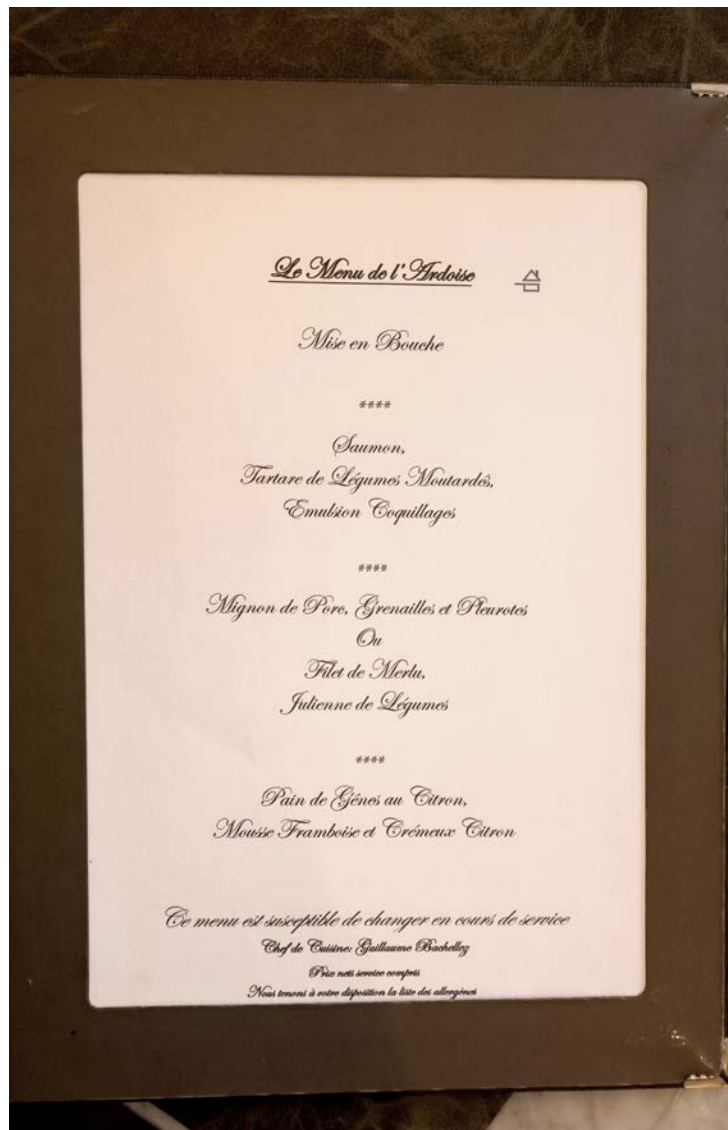 Le Menu de l'Ardoise
Mise en Bouche
****
Saumon,
Tartare de Légumes Moutardés,
Emulsion Coquillages
****
Mignon de Porc, Grenailles et Pleurotes
Ou
Filet de Merlu,
Julienne de Légumes
****
Pain de Gênes au Citron,
Mousse Framboise et Crémeux Citron
Ce menu est susceptible de changer en cours de service
Chef de Cuisine: Guillaume Bachellez
Prix nets service compris
Nous tenons à votre disposition la liste des allergènes